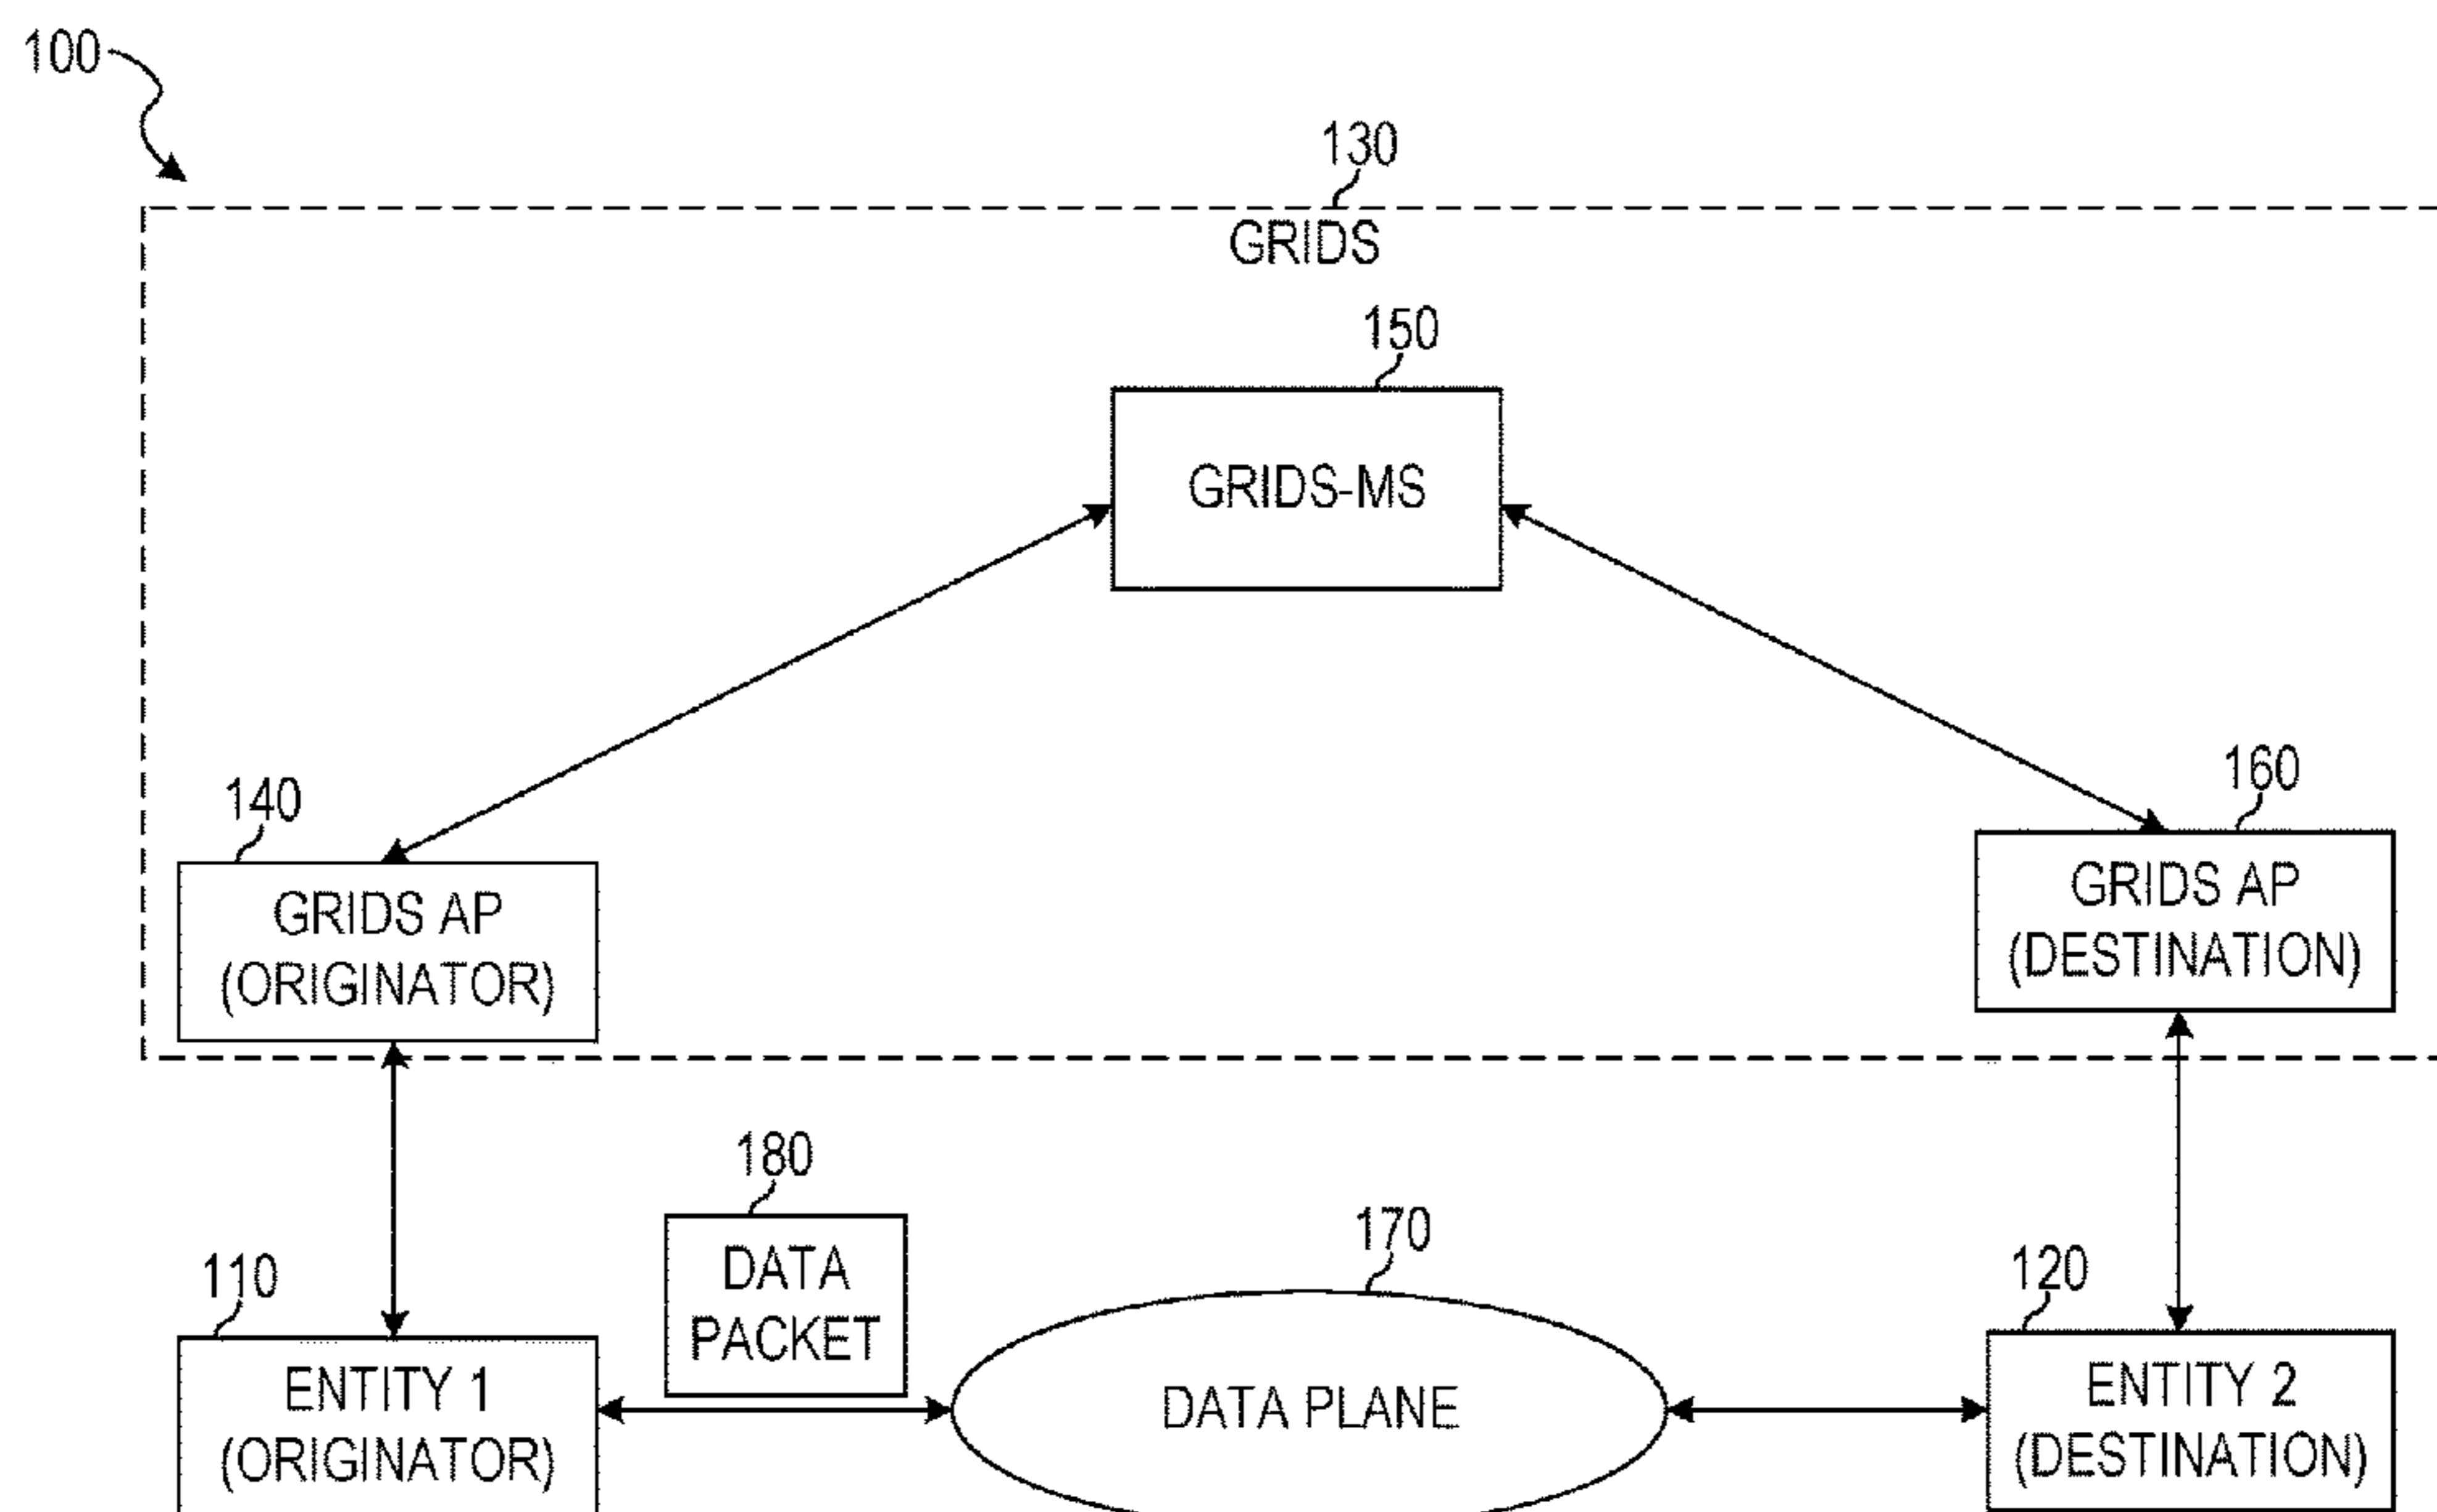 100
130
GRIDS
150
GRIDS-MS
140
GRIDS AP
(ORIGINATOR)
160
GRIDS AP
(DESTINATION)
180
DATA
PACKET
110
ENTITY 1
(ORIGINATOR)
170
DATA PLANE
120
ENTITY 2
(DESTINATION)